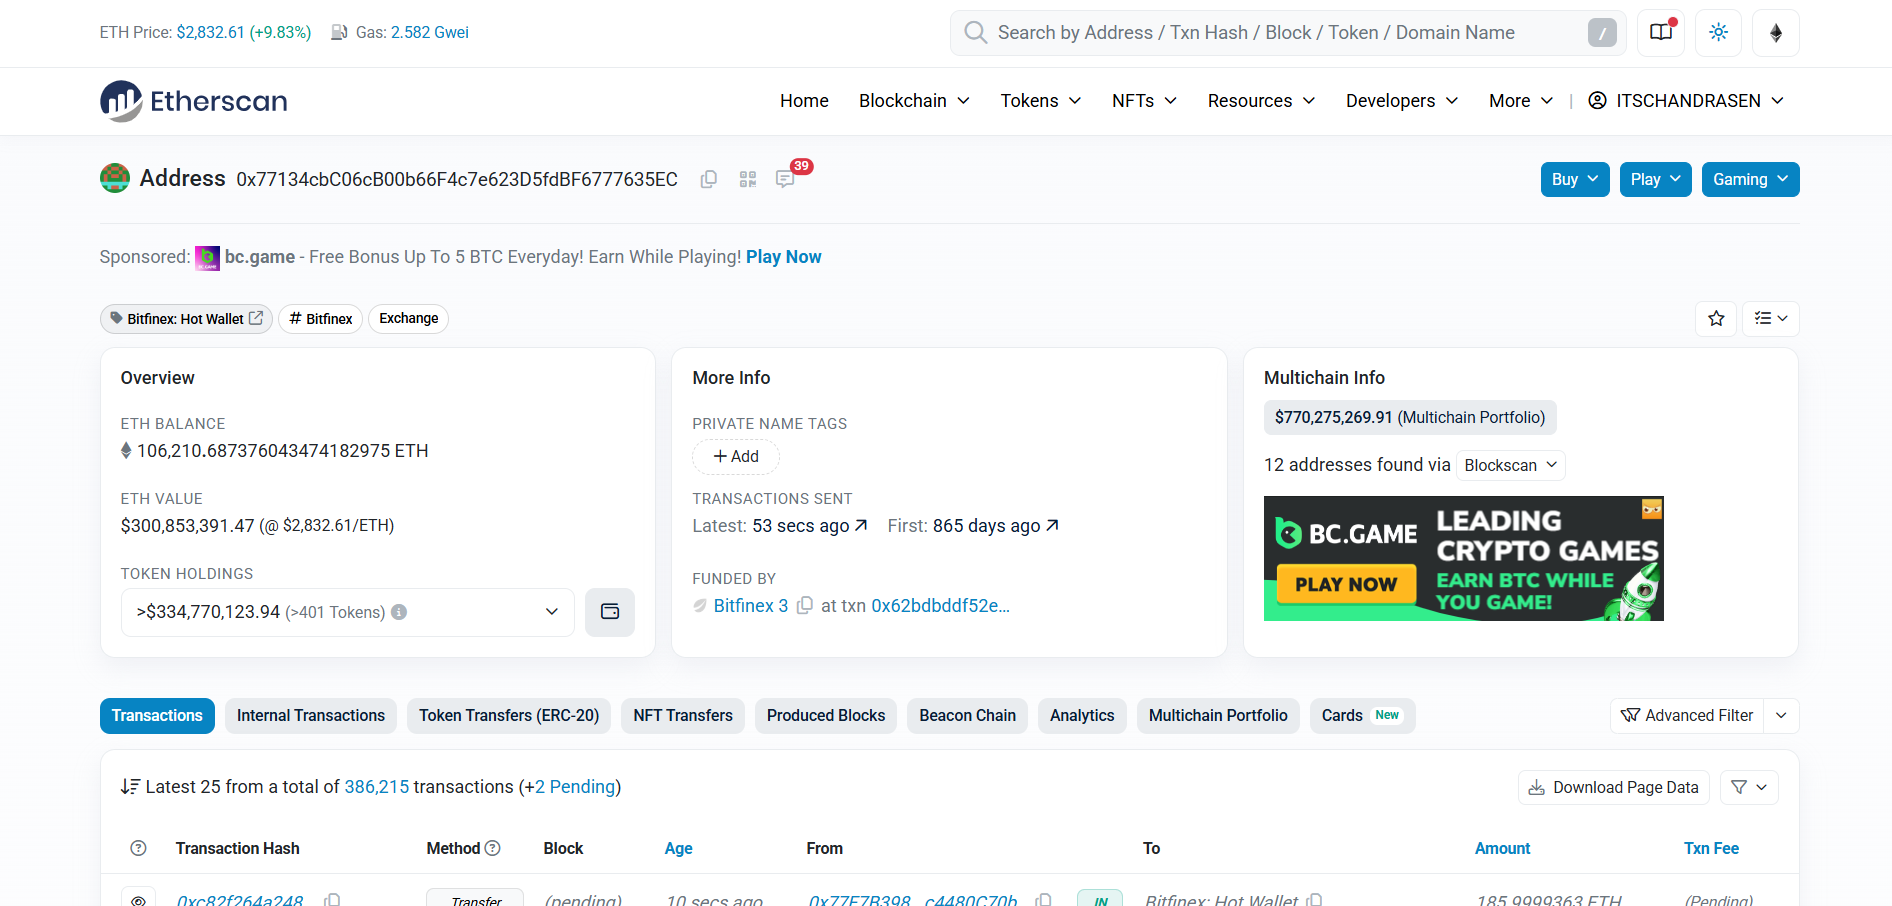 ETH Price: $2,832.61 (+9.83%) Gas: 2.582 Gwei
Search by Address / Txn Hash / Block / Token / Domain Name /
Etherscan
Home Blockchain Tokens NFTs Resources Developers More | ITSCHANDRASEN
Address 0x77134cbC06cB00b66F4c7e623D5fdBF6777635EC 39
Buy Play Gaming
Sponsored: bc.game - Free Bonus Up To 5 BTC Everyday! Earn While Playing! Play Now
Bitfinex: Hot Wallet # Bitfinex Exchange
Overview
ETH BALANCE
106,210.687376043474182975 ETH
ETH VALUE
$300,853,391.47 (@ $2,832.61/ETH)
TOKEN HOLDINGS
>$334,770,123.94 (>401 Tokens)
More Info
PRIVATE NAME TAGS
+ Add
TRANSACTIONS SENT
Latest: 53 secs ago First: 865 days ago
FUNDED BY
Bitfinex 3 at txn 0x62bdbddf52e...
Multichain Info
$770,275,269.91 (Multichain Portfolio)
12 addresses found via Blockscan
BC.GAME
LEADING
CRYPTO GAMES
PLAY NOW
EARN BTC WHILE
YOU GAME!
Transactions Internal Transactions Token Transfers (ERC-20) NFT Transfers Produced Blocks Beacon Chain Analytics Multichain Portfolio Cards New
Advanced Filter
Latest 25 from a total of 386,215 transactions (+2 Pending)
Download Page Data
Transaction Hash Method Block Age From To Amount Txn Fee
0xc82f264a248 Transfer (pending) 10 secs ago 0x77E7B398...c4480C70b IN Bitfinex: Hot Wallet 185.9999363 ETH (Pending)